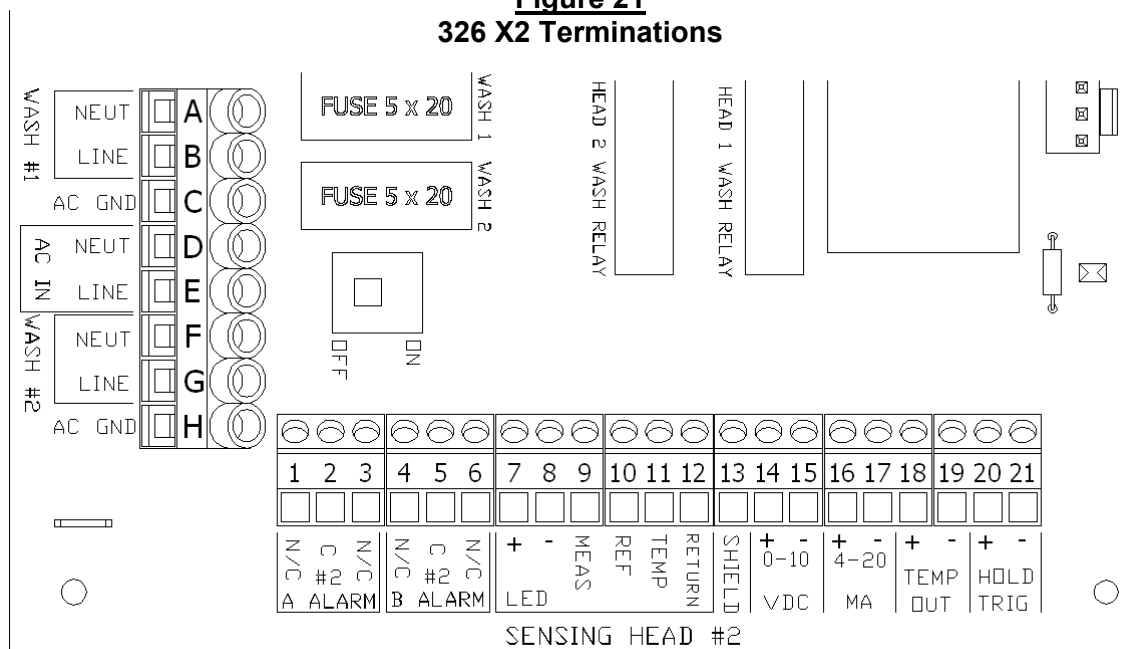 Figure 21
326 X2 Terminations
WASH #1
NEUT A
LINE B
AC GND C
AC IN
NEUT D
LINE E
WASH #2
NEUT F
LINE G
AC GND H
FUSE 5 x 20
WASH 1
FUSE 5 x 20
WASH 2
OFF
ON
HEAD 2 WASH RELAY
HEAD 1 WASH RELAY
1 2 3 4 5 6 7 8 9 10 11 12 13 14 15 16 17 18 19 20 21
N/C C N/C
#2
A ALARM
N/C C N/C
#2
B ALARM
+ - MEAS
LED
REF TEMP RETURN
SHIELD
+ -
0-10
VDC
+ -
4-20
MA
+ -
TEMP
OUT
+ -
HOLD
TRIG
SENSING HEAD #2